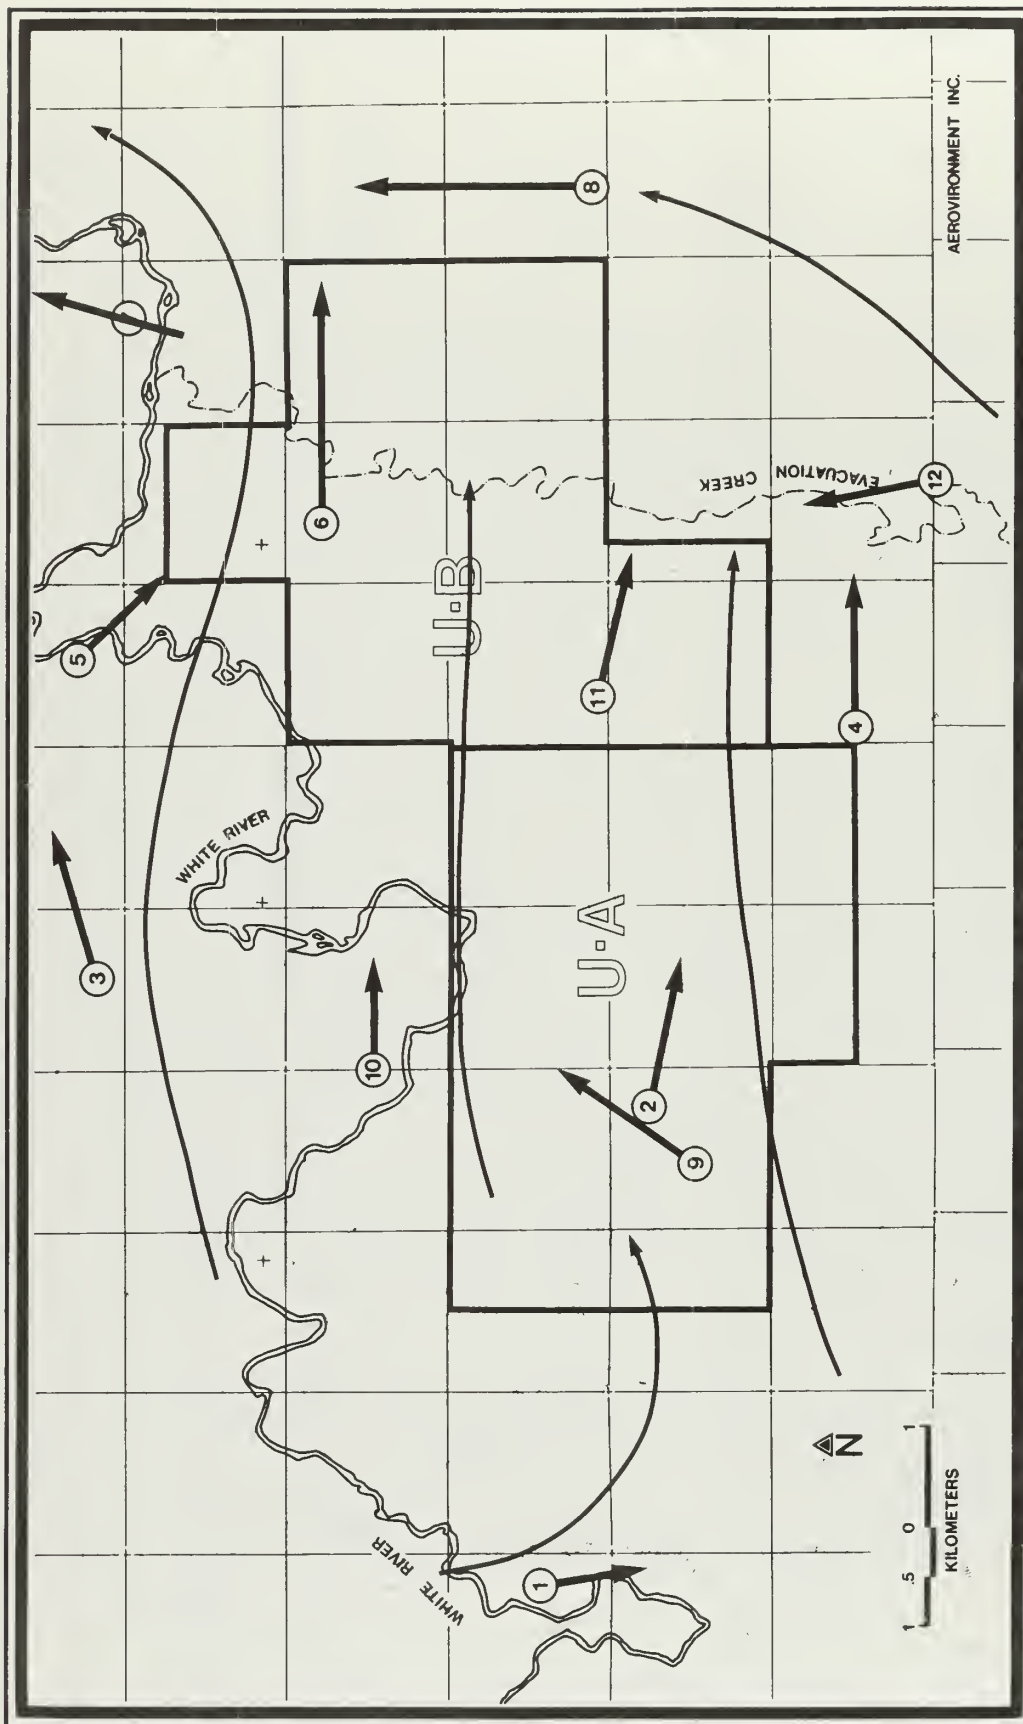 5
3
7
WHITE RIVER
6
10
WHITE RIVER
U-B
1
8
11
U-A
2
9
EVACUATION
CREEK
N
4
12
1 .5 0 1
KILOMETERS
AEROVIRONMENT INC.